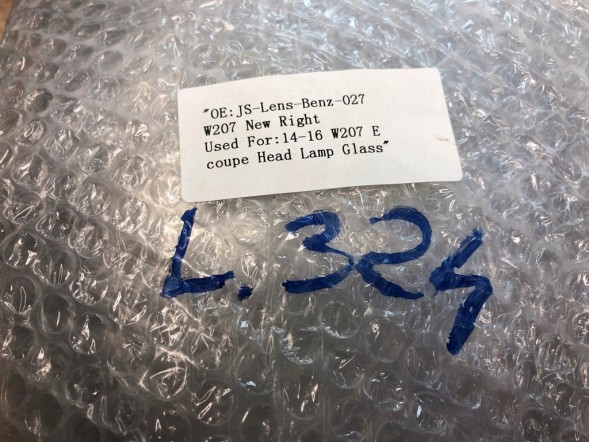 "OE:JS-Lens-Benz-027
W207 New Right
Used For:14-16 W207 E
coupe Head Lamp Glass"
L.324